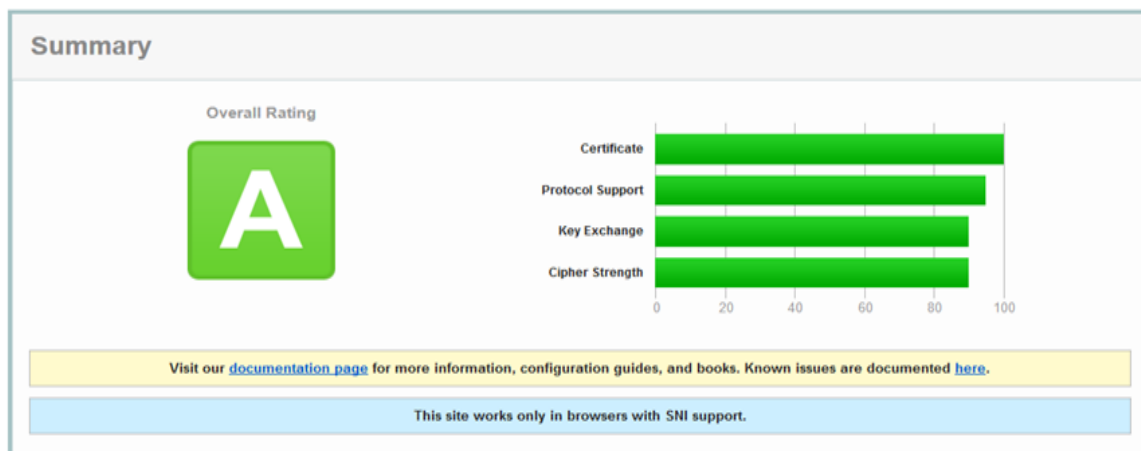 Summary
Overall Rating
A
Certificate
Protocol Support
Key Exchange
Cipher Strength
0 20 40 60 80 100
Visit our documentation page for more information, configuration guides, and books. Known issues are documented here.
This site works only in browsers with SNI support.